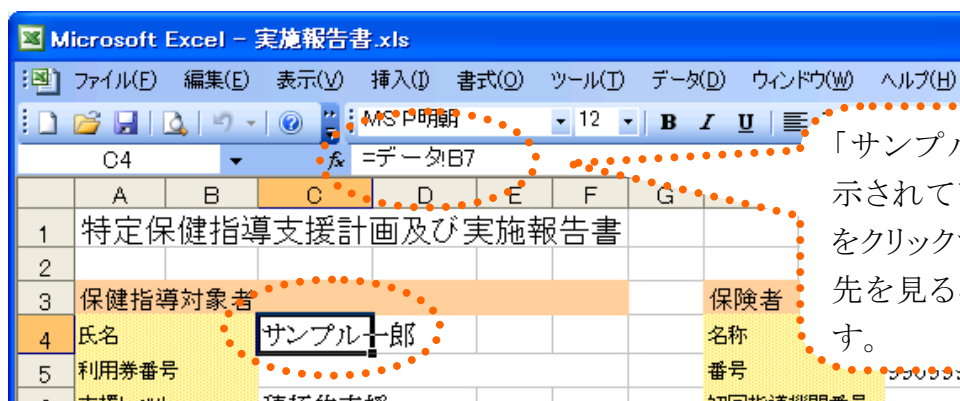 Microsoft Excel - 実施報告書.xls
ファイル(F) 編集(E) 表示(V) 挿入(I) 書式(O) ツール(T) データ(D) ウィンドウ(W) ヘルプ(H)
MS P明朝 12 B I U
C4 fx =データ!B7
A B C D E F G
1 特定保健指導支援計画及び実施報告書
2
3 保健指導対象者 保険者
4 氏名 サンプル一郎 名称
5 利用券番号 番号
「サンプル
示されて
をクリック
先を見る
す。